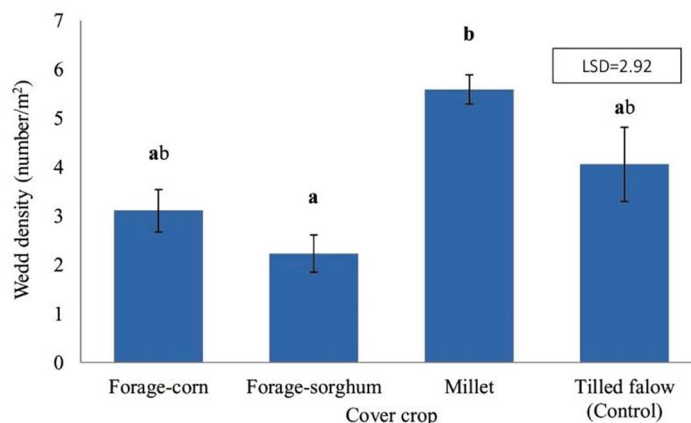 7
6
5
4
3
2
1
0
Wedd density (number/m²)
ab
a
b
ab
LSD=2.92
Forage-corn
Forage-sorghum
Millet
Tilled falow
(Control)
Cover crop